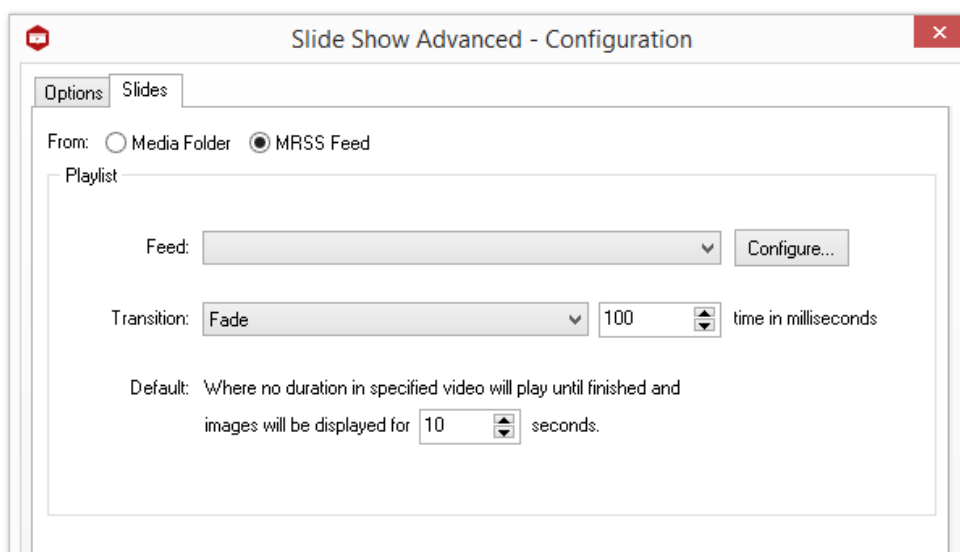 Slide Show Advanced - Configuration
Options Slides
From: Media Folder MRSS Feed
Playlist
Feed: Configure...
Transition: Fade 100 time in milliseconds
Default: Where no duration in specified video will play until finished and
images will be displayed for 10 seconds.